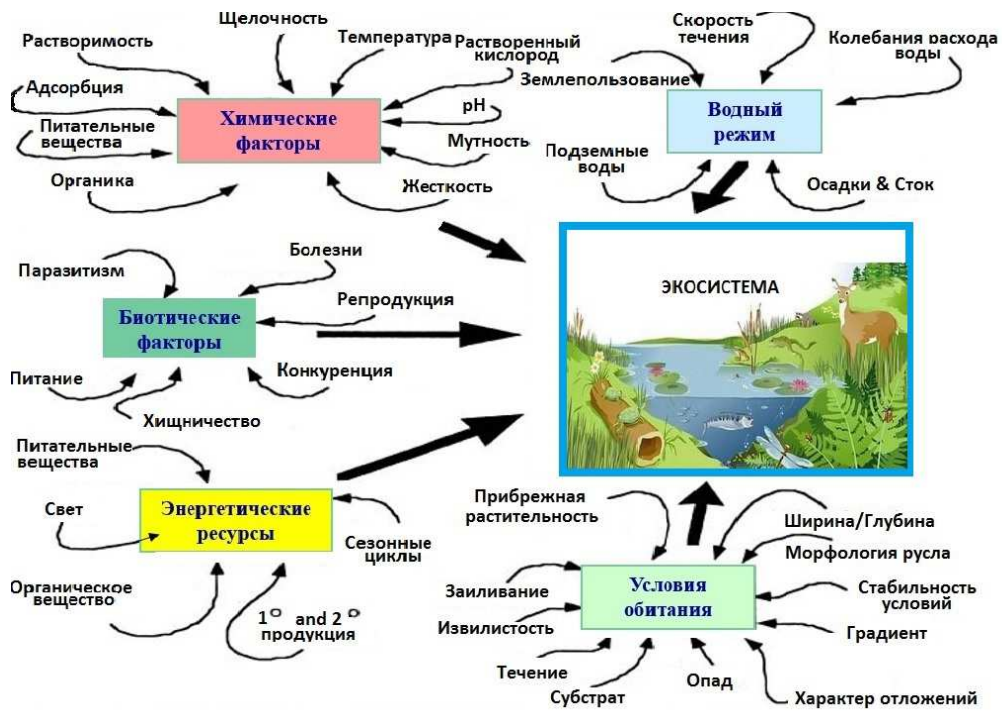 Щелочность
Растворимость
Температура
Растворенный
кислород
Адсорбция
Химические
факторы
pH
Питательные
вещества
Мутность
Органика
Жесткость
Скорость
течения
Колебания расхода
воды
Землепользование
Водный
режим
Подземные
воды
Осадки & Сток
Болезни
Паразитизм
Репродукция
Биотические
факторы
Питание
Конкуренция
Хищничество
ЭКОСИСТЕМА
Питательные
вещества
Свет
Энергетические
ресурсы
Сезонные
циклы
Органическое
вещество
1° and 2°
продукция
Прибрежная
растительность
Ширина/Глубина
Морфология русла
Заиливание
Условия
обитания
Стабильность
условий
Извилистость
Градиент
Течение
Субстрат
Опад
Характер отложений